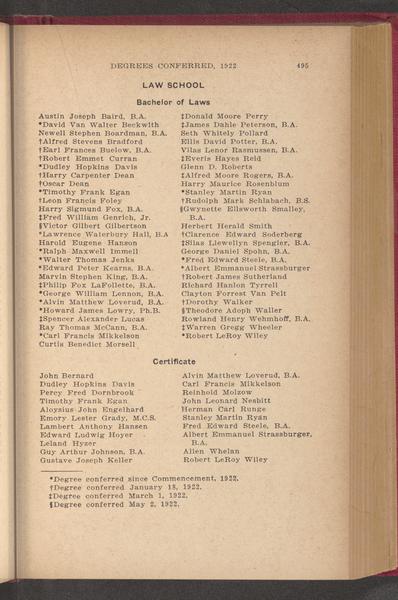 DEGREES CONFERRED, 1922 495
LAW SCHOOL
Bachelor of Laws
Austin Joseph Baird, B.A.
*David Van Walter Beckwith
Newell Stephen Boardman, B.A.
†Alfred Stevens Bradford
†Earl Frances Buelow, B.A.
†Robert Emmet Curran
*Dudley Hopkins Davis
†Harry Carpenter Dean
†Oscar Dean
*Timothy Frank Egan
†Leon Francis Foley
Harry Sigmund Fox, B.A.
‡Fred William Genrich, Jr.
§Victor Gilbert Gilbertson
*Lawrence Waterbury Hall, B.A
Harold Eugene Hanson
*Ralph Maxwell Immell
*Walter Thomas Jenks
*Edward Peter Kearns, B.A.
Marvin Stephen King, B.A.
‡Philip Fox LaFollette, B.A.
*George William Lennon, B.A.
*Alvin Matthew Loverud, B.A.
*Howard James Lowry, Ph.B.
‡Spencer Alexander Lucas
Ray Thomas McCann, B.A.
*Carl Francis Mikkelson
Curtis Benedict Morsell
‡Donald Moore Perry
‡James Dahle Peterson, B.A.
Seth Whitely Pollard
Ellis David Potter, B.A.
Vilas Lenor Rasmussen, B.A.
‡Everis Hayes Reid
Glenn D. Roberts
‡Alfred Moore Rogers, B.A.
Harry Maurice Rosenblum
*Stanley Martin Ryan
†Rudolph Mark Schlabach, B.S.
§Gwynette Ellsworth Smalley,
B.A.
Herbert Herald Smith
†Clarence Edward Soderberg
‡Silas Llewellyn Spengler, B.A.
George Daniel Spohn, B.A.
*Fred Edward Steele, B.A.
*Albert Emmanuel Strassburger
†Robert James Sutherland
Richard Hanlon Tyrrell
Clayton Forrest Van Pelt
†Dorothy Walker
§Theodore Adoph Waller
Rowland Henry Wehmhoff, B.A.
‡Warren Gregg Wheeler
*Robert LeRoy Wiley
Certificate
John Bernard
Dudley Hopkins Davis
Percy Fred Dornbrook
Timothy Frank Egan
Aloysius John Engelhard
Emory Lester Grady, M.C.S.
Lambert Anthony Hansen
Edward Ludwig Hoyer
Leland Hyzer
Guy Arthur Johnson, B.A.
Gustave Joseph Keller
Alvin Matthew Loverud, B.A.
Carl Francis Mikkelson
Reinhold Molzow
John Leonard Nesbitt
Herman Carl Runge
Stanley Martin Ryan
Fred Edward Steele, B.A.
Albert Emmanuel Strassburger,
B.A.
Allen Whelan
Robert LeRoy Wiley
*Degree conferred since Commencement, 1922.
†Degree conferred January 18, 1922.
‡Degree conferred March 1, 1922.
§Degree conferred May 2, 1922.